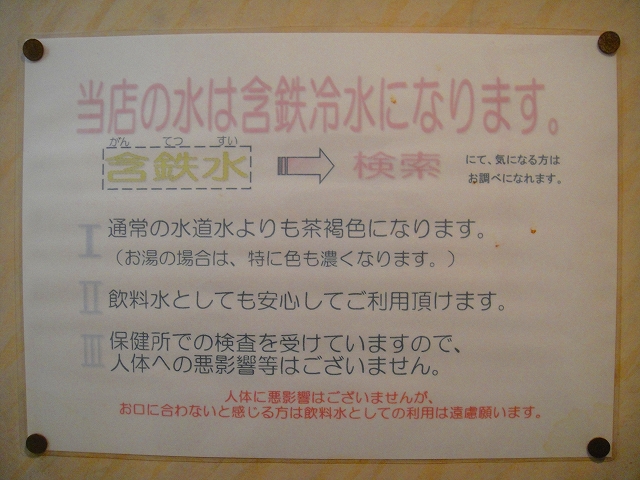 当店の水は含鉄冷水になります。
がん てつ すい
含鉄水 検索 にて、気になる方は
お調べになれます。
I 通常の水道水よりも茶褐色になります。
（お湯の場合は、特に色も濃くなります。）
II 飲料水としても安心してご利用頂けます。
III 保健所での検査を受けていますので、
人体への悪影響等はございません。
人体に悪影響はございませんが、
お口に合わないと感じる方は飲料水としての利用は遠慮願います。